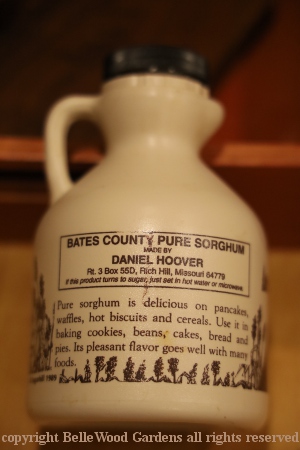 BATES COUNTY PURE SORGHUM
MADE BY
DANIEL HOOVER
Rt. 3 Box 55D, Rich Hill, Missouri 64779
If this product turns to sugar, just set in hot water or microwave
Pure sorghum is delicious on pancakes,
waffles, hot biscuits and cereals. Use it in
baking cookies, beans, cakes, bread and
pies. Its pleasant flavor goes well with many
foods.
1989
copyright BelleWood Gardens all rights reserved